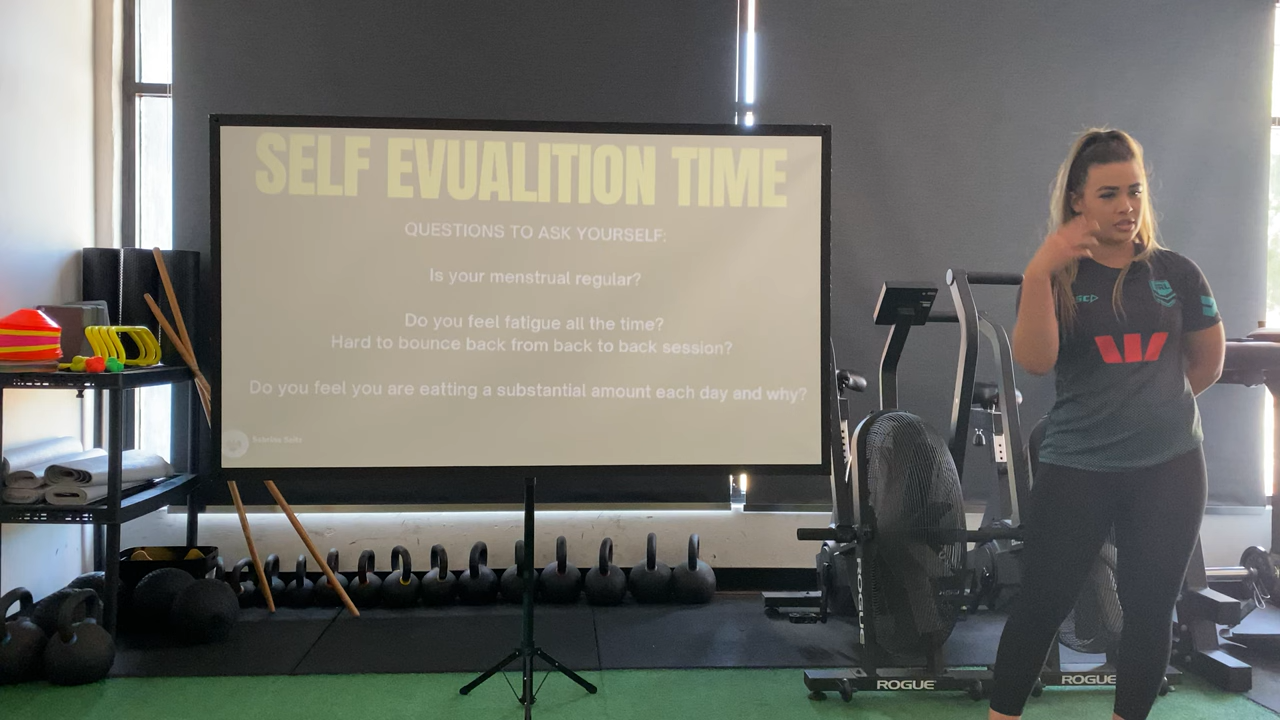 SELF EVUALITION TIME
QUESTIONS TO ASK YOURSELF:
Is your menstrual regular?
Do you feel fatigue all the time?
Hard to bounce back from back to back session?
Do you feel you are eatting a substantial amount each day and why?
ROGUE
ROGUE
ROGUE